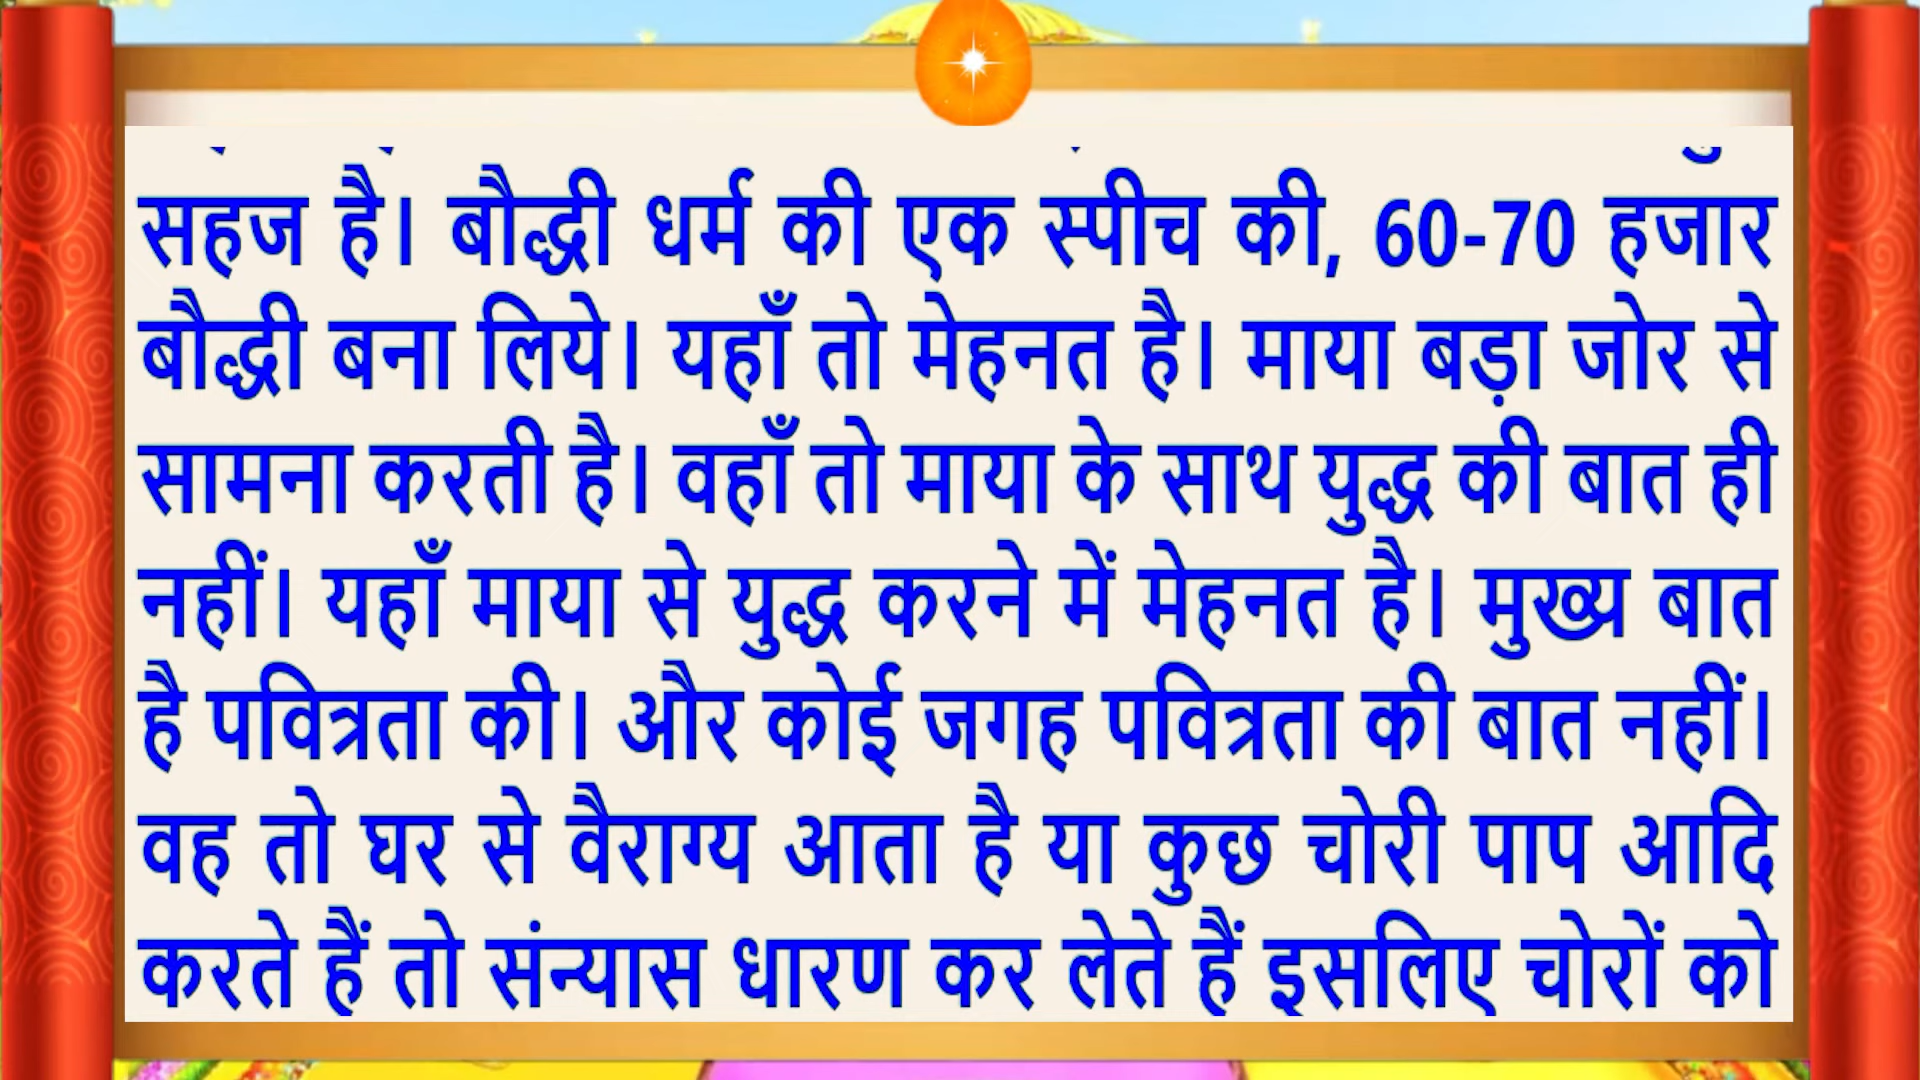 सहज है। बौद्धी धर्म की एक स्पीच की, 60-70 हजार
बौद्धी बना लिये। यहाँ तो मेहनत है। माया बड़ा जोर से
सामना करती है। वहाँ तो माया के साथ युद्ध की बात ही
नहीं। यहाँ माया से युद्ध करने में मेहनत है। मुख्य बात
है पवित्रता की। और कोई जगह पवित्रता की बात नहीं।
वह तो घर से वैराग्य आता है या कुछ चोरी पाप आदि
करते हैं तो संन्यास धारण कर लेते हैं इसलिए चोरों को